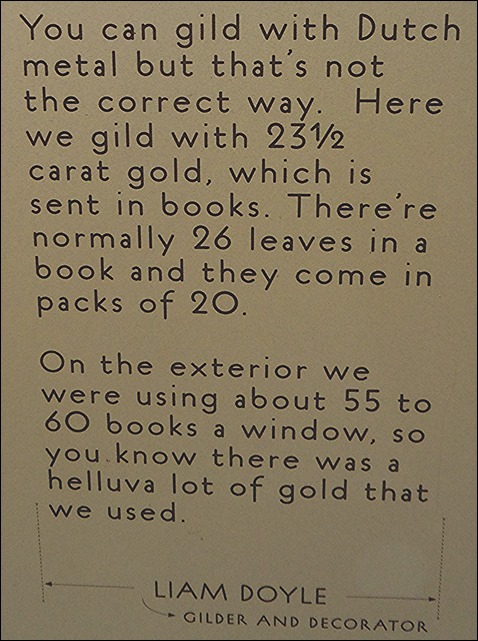 You can gild with Dutch
metal but that's not
the correct way. Here
we gild with 23½
carat gold, which is
sent in books. There're
normally 26 leaves in a
book and they come in
packs of 20.
On the exterior we
were using about 55 to
60 books a window, so
you know there was a
helluva lot of gold that
we used.
LIAM DOYLE
GILDER AND DECORATOR